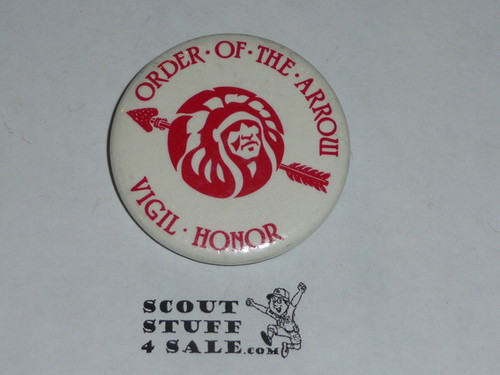 ORDER · OF · THE · ARROW
VIGIL · HONOR
SCOUT
STUFF
4 SALE.COM